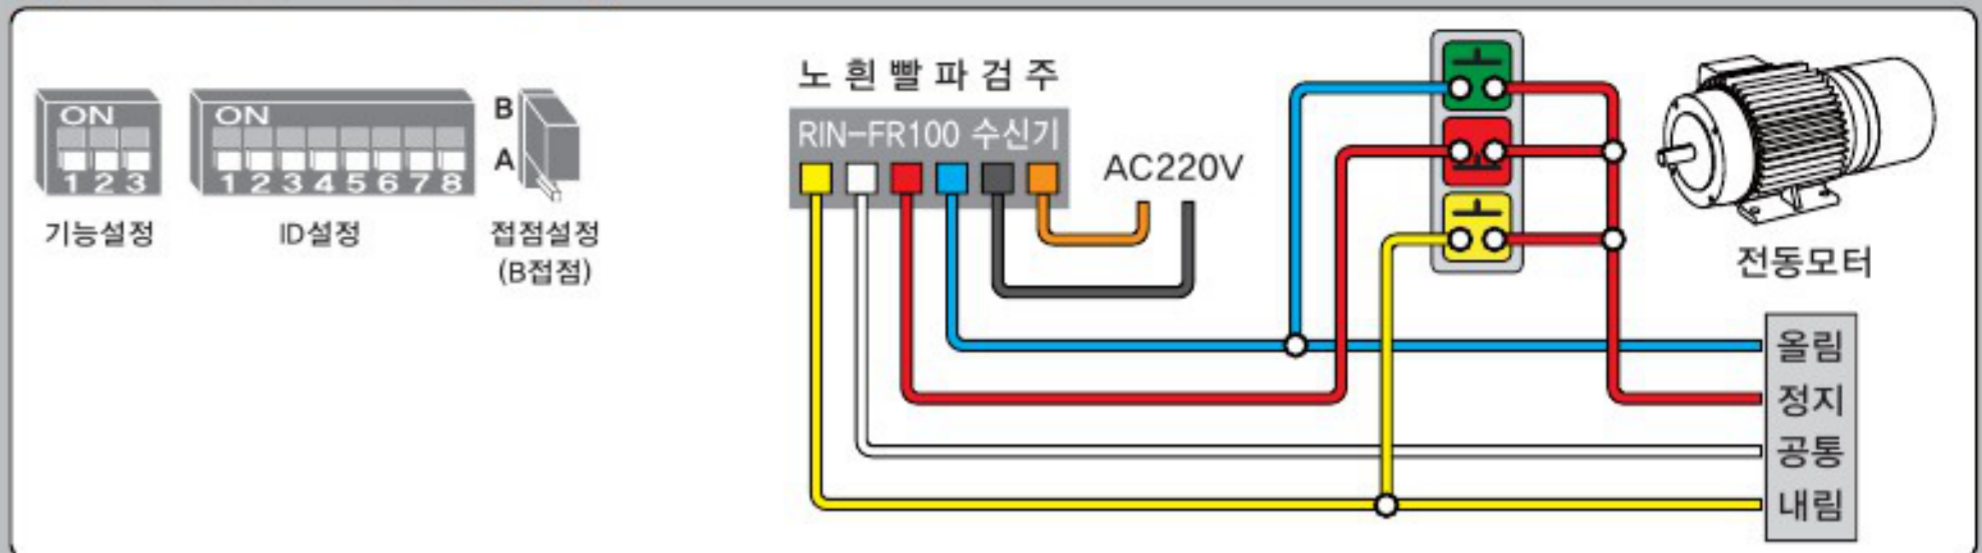 노 흰 빨 파 검 주
RIN-FR100 수신기
AC220V
ON
1 2 3
기능설정
ON
1 2 3 4 5 6 7 8
ID설정
B
A
접점설정
(B접점)
전동모터
올림
정지
공통
내림